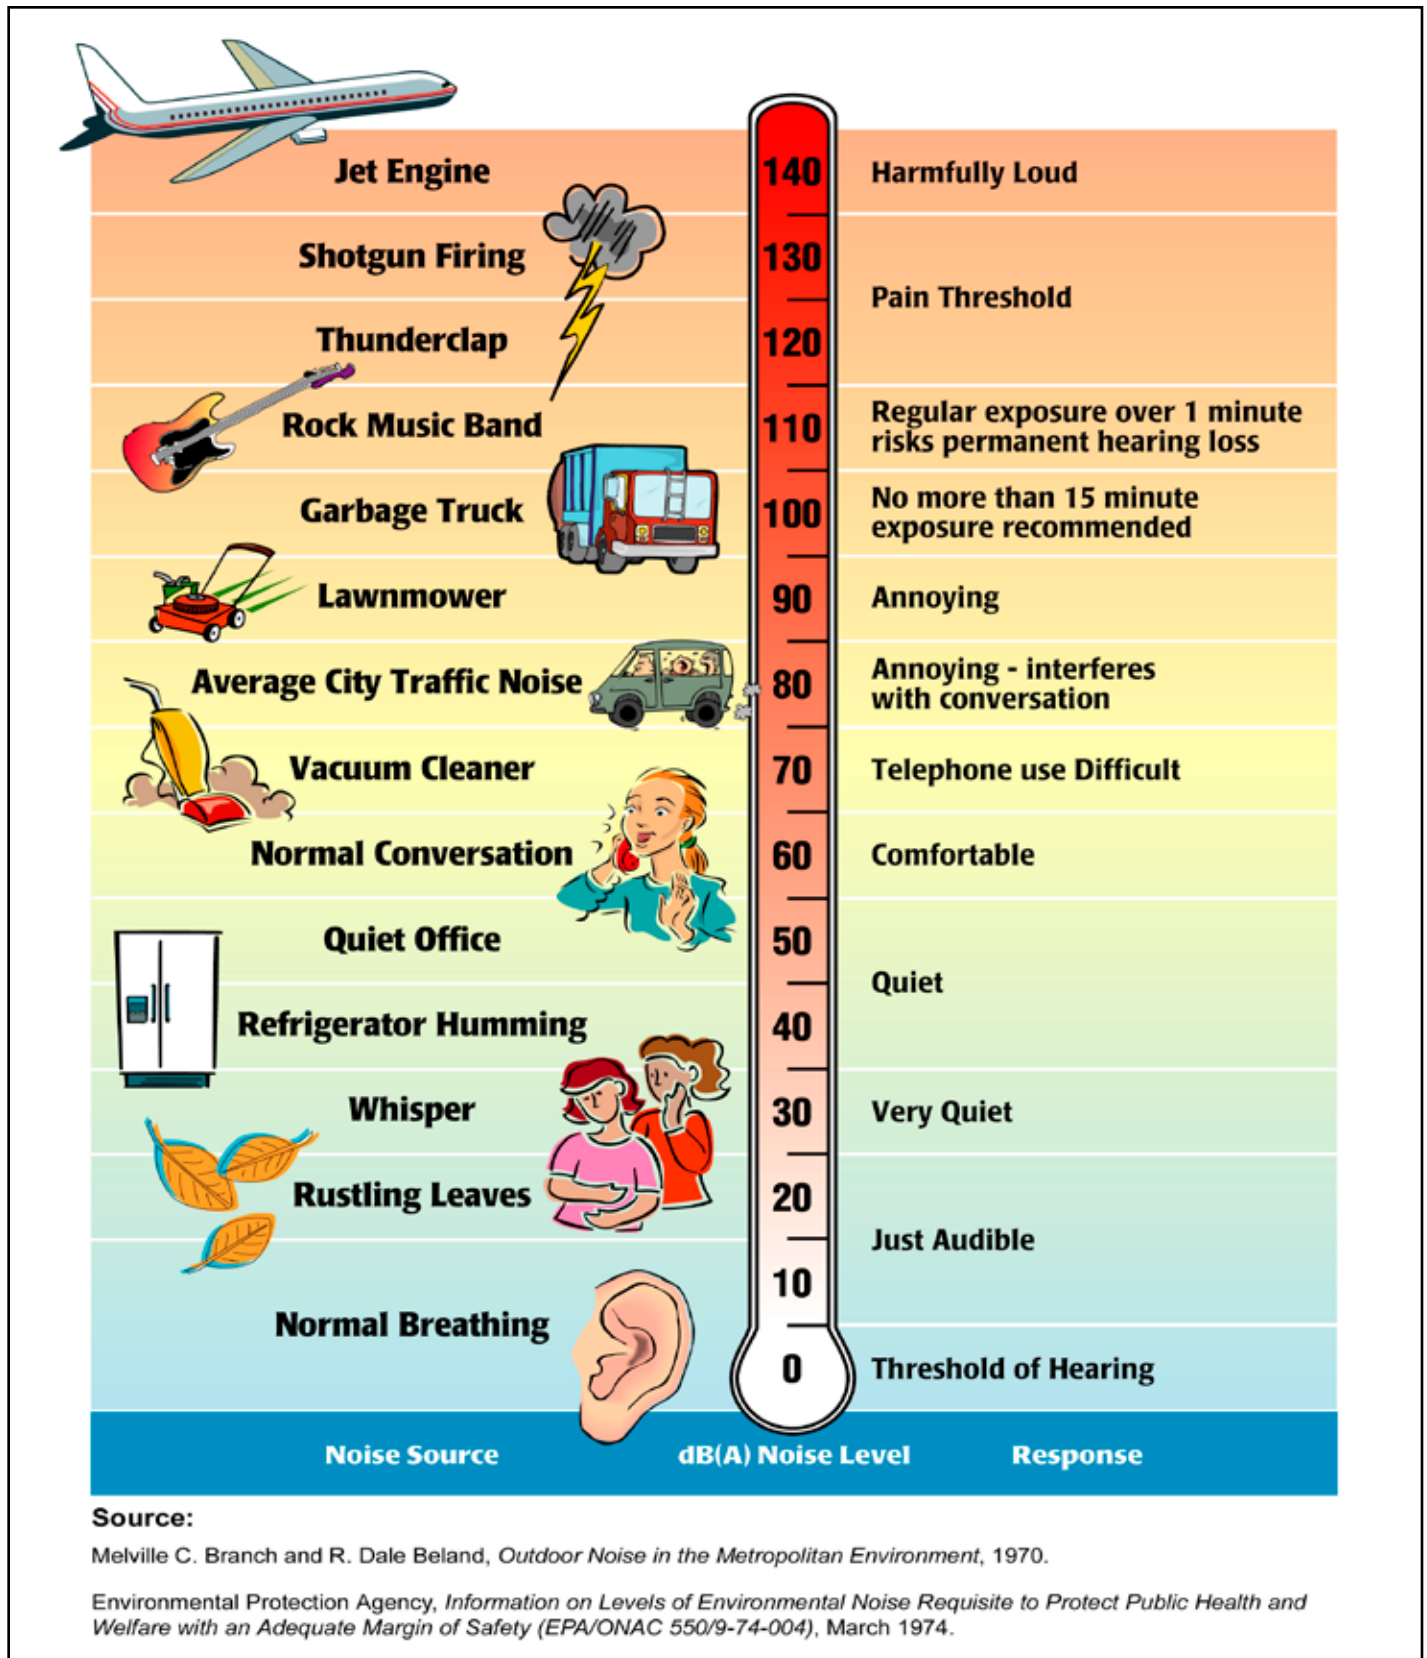 Jet Engine
140
Harmfully Loud
Shotgun Firing
130
Pain Threshold
Thunderclap
120
Rock Music Band
110
Regular exposure over 1 minute
risks permanent hearing loss
Garbage Truck
100
No more than 15 minute
exposure recommended
Lawnmower
90
Annoying
Average City Traffic Noise
80
Annoying - interferes
with conversation
Vacuum Cleaner
70
Telephone use Difficult
Normal Conversation
60
Comfortable
Quiet Office
50
Quiet
Refrigerator Humming
40
Whisper
30
Very Quiet
Rustling Leaves
20
Just Audible
10
Normal Breathing
0
Threshold of Hearing
Noise Source
dB(A) Noise Level
Response
Source:
Melville C. Branch and R. Dale Beland, Outdoor Noise in the Metropolitan Environment, 1970.
Environmental Protection Agency, Information on Levels of Environmental Noise Requisite to Protect Public Health and
Welfare with an Adequate Margin of Safety (EPA/ONAC 550/9-74-004), March 1974.